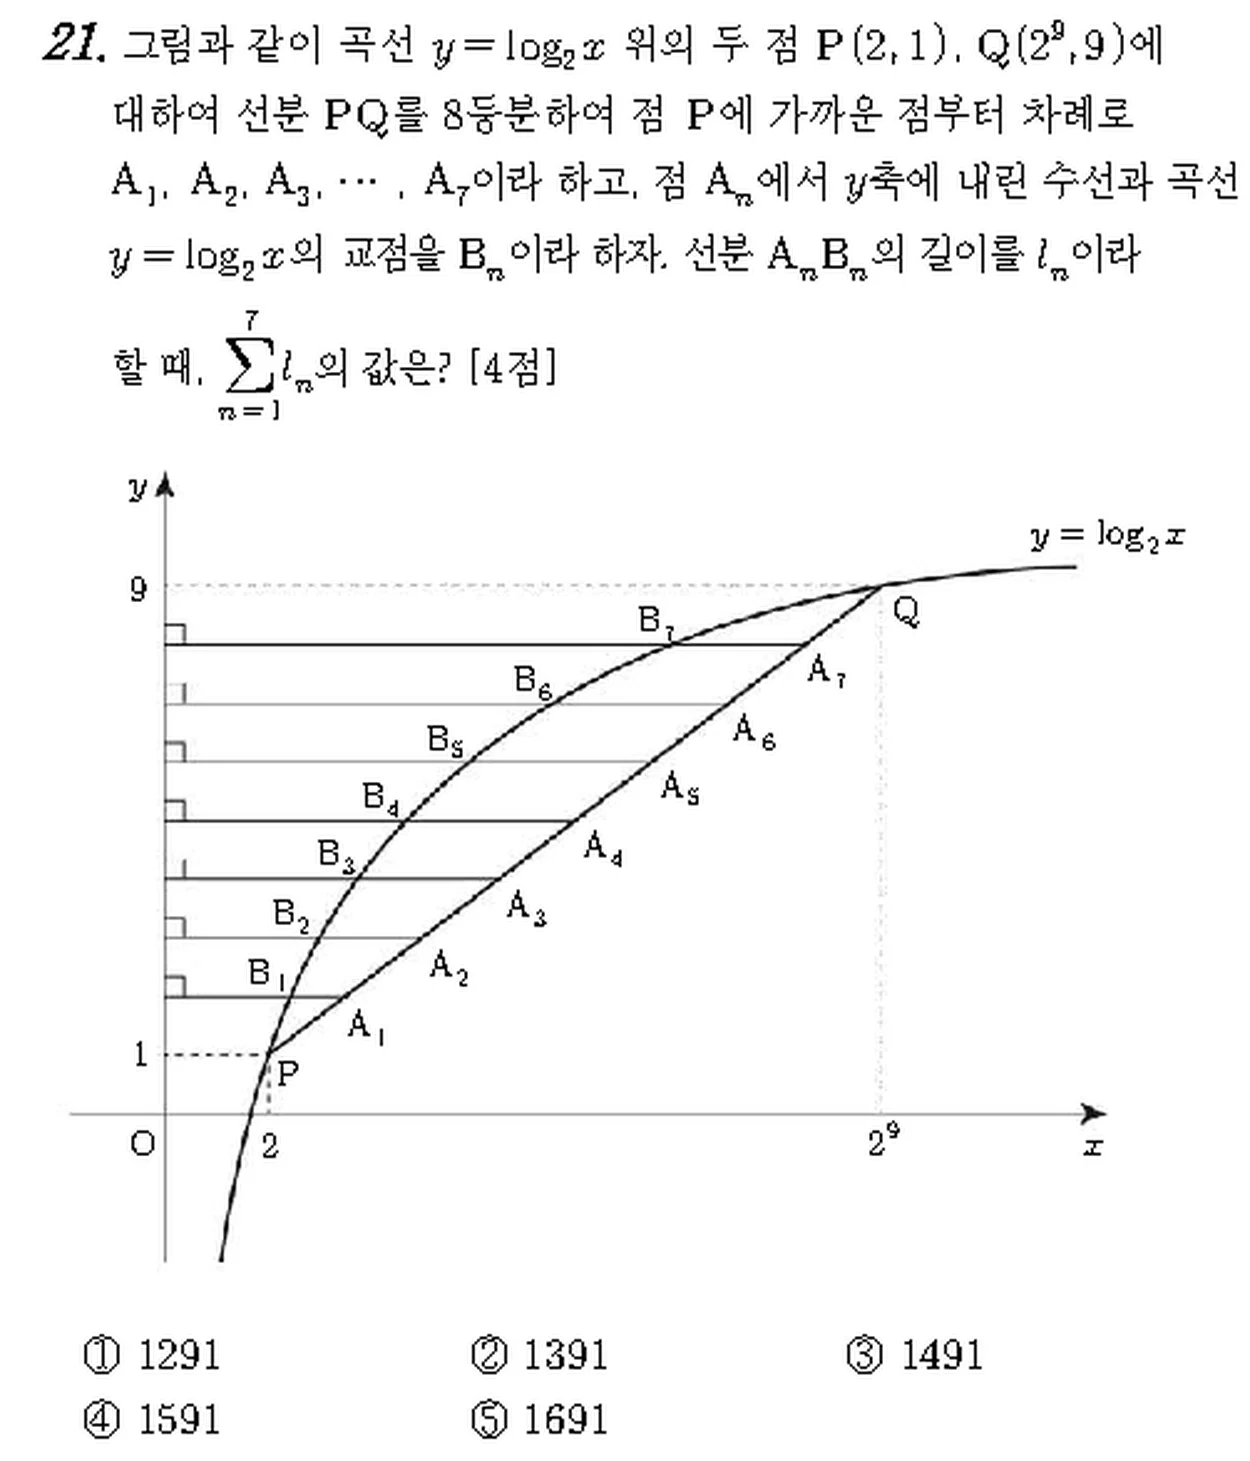 21. 그림과 같이 곡선 y = log₂x 위의 두 점 P(2, 1), Q(2⁹, 9)에
대하여 선분 PQ를 8등분하여 점 P에 가까운 점부터 차례로
A₁, A₂, A₃, ⋯, A₇이라 하고, 점 Aₙ에서 y축에 내린 수선과 곡선
y = log₂x의 교점을 Bₙ이라 하자. 선분 AₙBₙ의 길이를 lₙ이라
할 때, ∑ₙ₌₁⁷ lₙ의 값은? [4점]
y
y = log₂x
9
Q
B₇
A₇
B₆
A₆
B₅
A₅
B₄
A₄
B₃
A₃
B₂
A₂
B₁
A₁
1
P
O 2 2⁹ x
① 1291 ② 1391 ③ 1491
④ 1591 ⑤ 1691